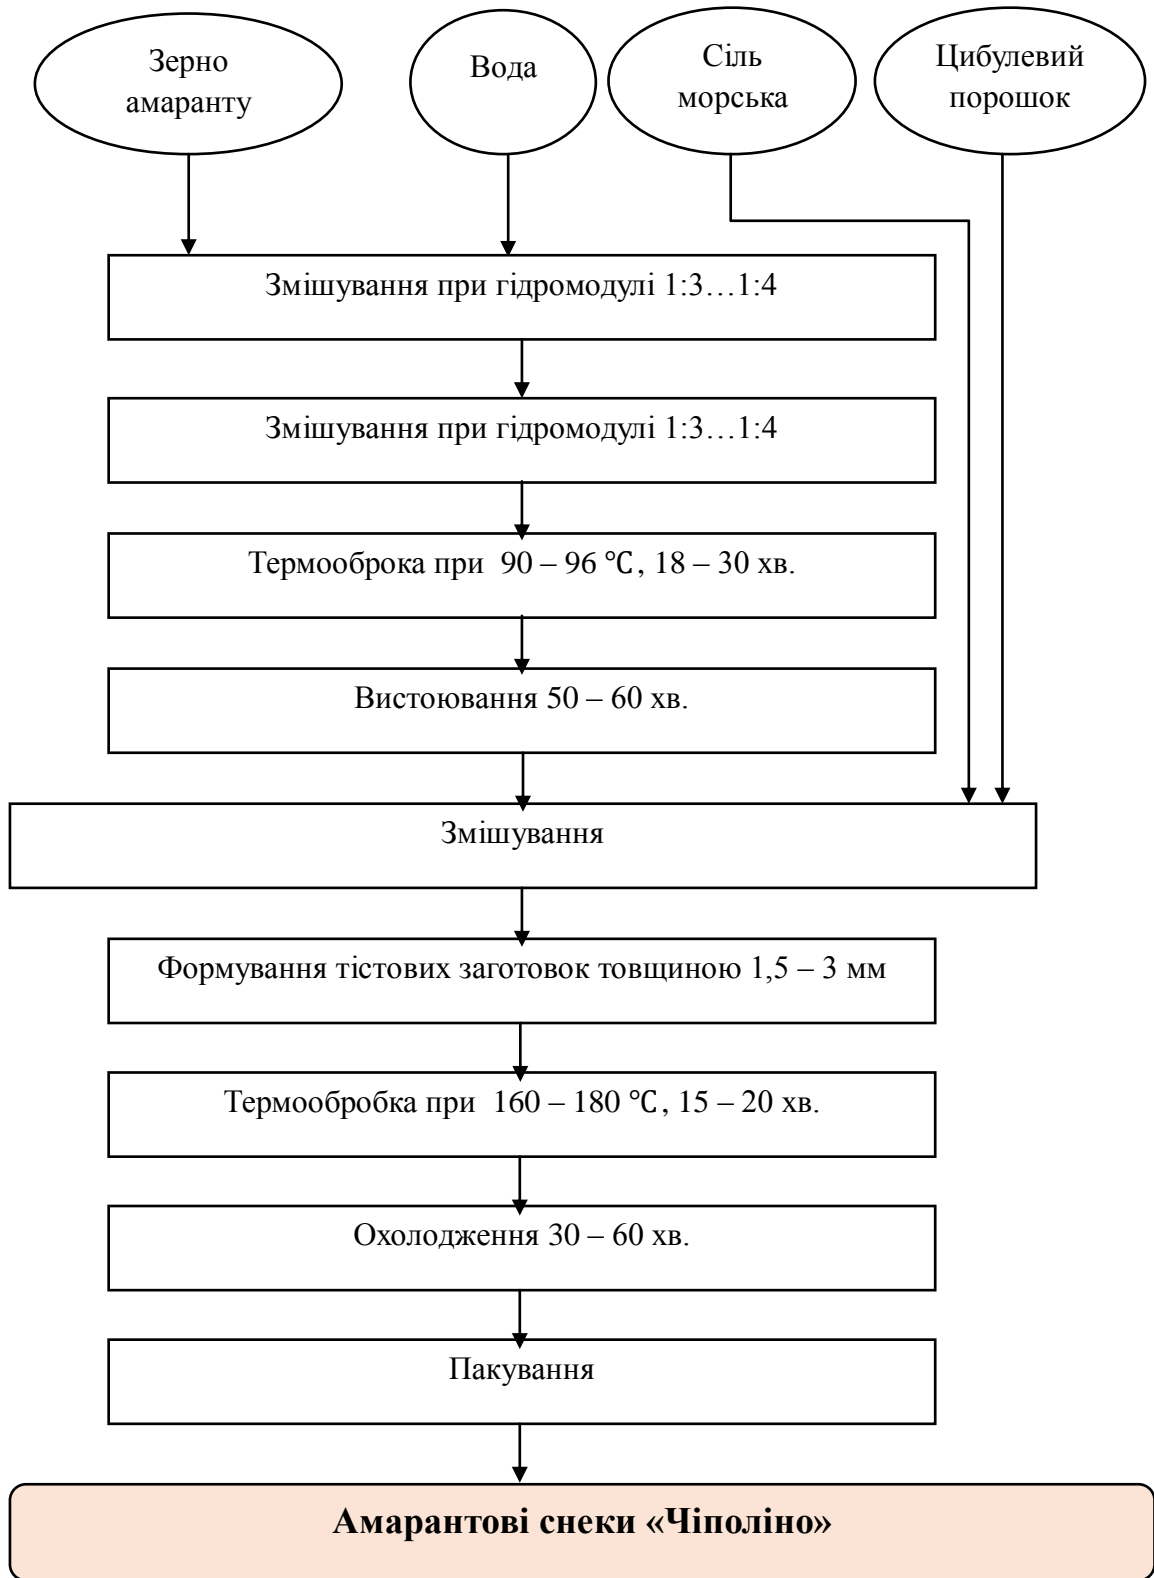 Зерно
амаранту
Вода
Сіль
морська
Цибулевий
порошок
Змішування при гідромодулі 1:3…1:4
Змішування при гідромодулі 1:3…1:4
Термооброка при 90 – 96 ℃, 18 – 30 хв.
Вистоювання 50 – 60 хв.
Змішування
Формування тістових заготовок товщиною 1,5 – 3 мм
Термообробка при 160 – 180 ℃, 15 – 20 хв.
Охолодження 30 – 60 хв.
Пакування
Амарантові снеки «Чіполіно»